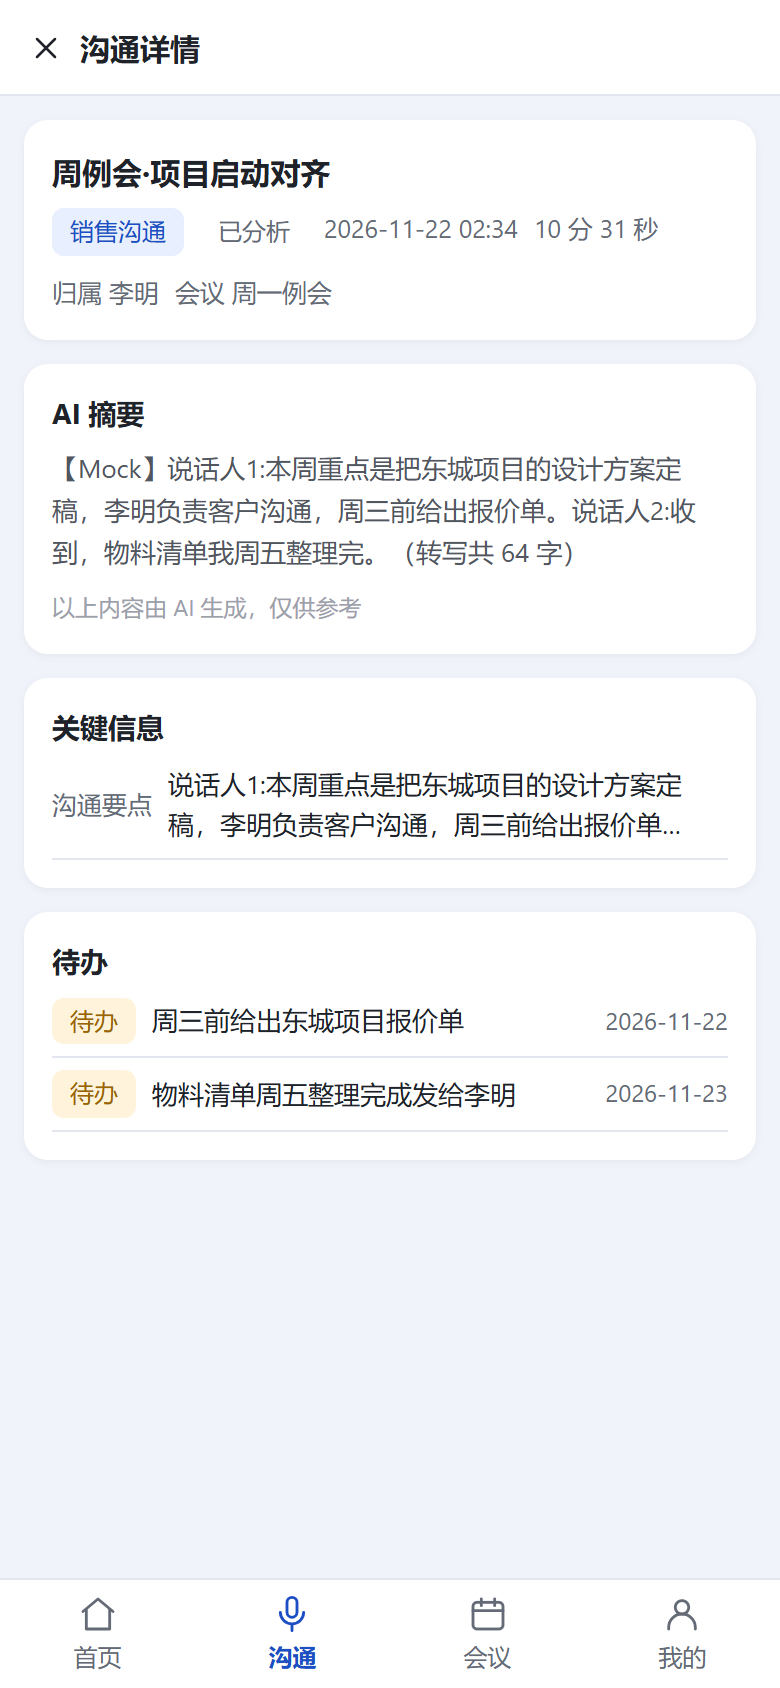 沟通详情
周例会·项目启动对齐
销售沟通 已分析 2026-11-22 02:34 10 分 31 秒
归属 李明 会议 周一例会
AI 摘要
【Mock】说话人1:本周重点是把东城项目的设计方案定
稿，李明负责客户沟通，周三前给出报价单。说话人2:收
到，物料清单我周五整理完。（转写共 64 字）
以上内容由 AI 生成，仅供参考
关键信息
沟通要点 说话人1:本周重点是把东城项目的设计方案定
稿，李明负责客户沟通，周三前给出报价单...
待办
待办 周三前给出东城项目报价单 2026-11-22
待办 物料清单周五整理完成发给李明 2026-11-23
首页 沟通 会议 我的